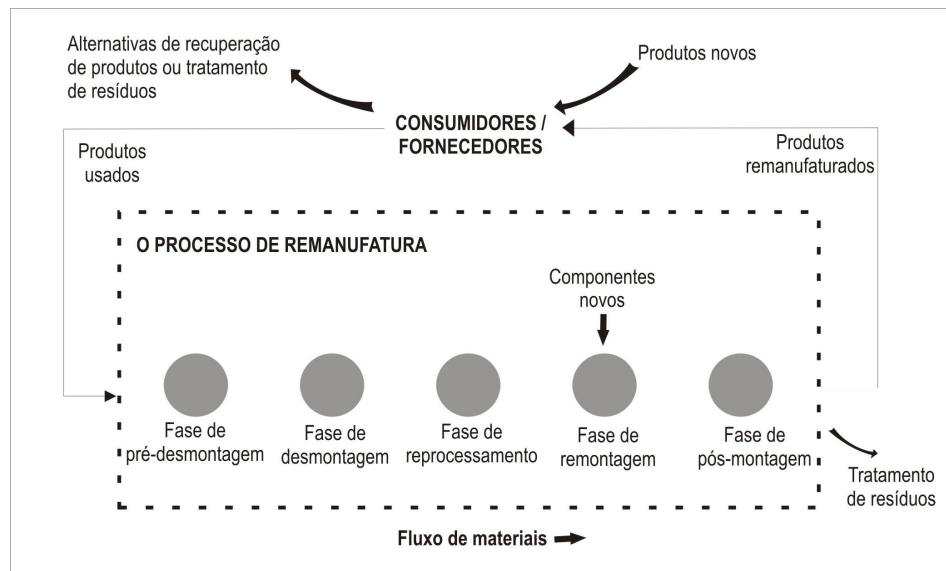 Alternativas de recuperação
de produtos ou tratamento
de resíduos
Produtos novos
CONSUMIDORES /
FORNECEDORES
Produtos
usados
Produtos
remanufaturados
O PROCESSO DE REMANUFATURA
Componentes
novos
Fase de
pré-desmontagem
Fase de
desmontagem
Fase de
reprocessamento
Fase de
remontagem
Fase de
pós-montagem
Tratamento
de resíduos
Fluxo de materiais